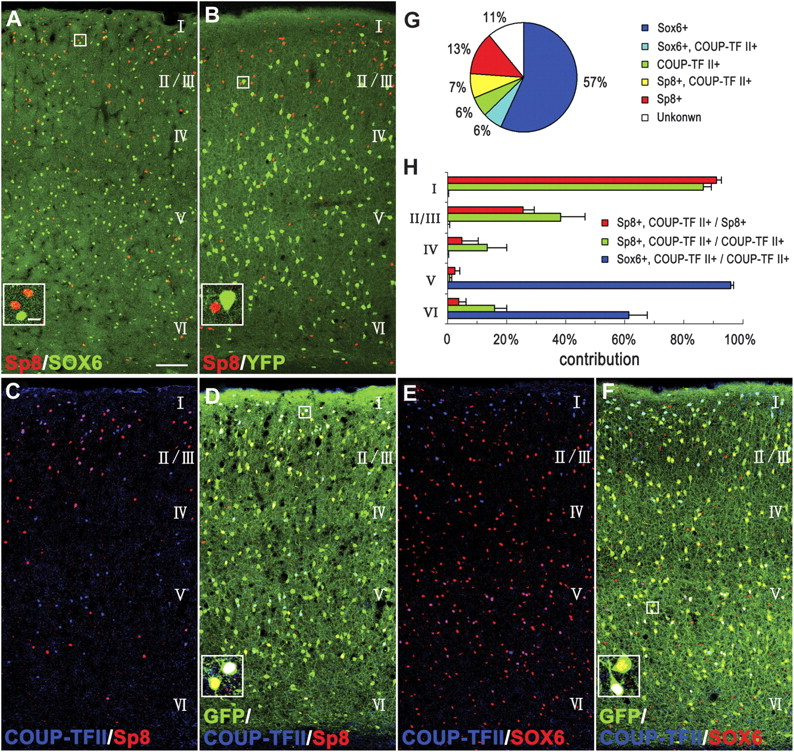 A
I
II/III
IV
V
VI
Sp8/SOX6
B
I
II/III
IV
V
VI
Sp8/YFP
G
11%
13%
7%
6%
6%
57%
Sox6+
Sox6+, COUP-TF II+
COUP-TF II+
Sp8+, COUP-TF II+
Sp8+
Unkonwn
H
I
II/III
IV
V
VI
Sp8+, COUP-TF II+ / Sp8+
Sp8+, COUP-TF II+ / COUP-TF II+
Sox6+, COUP-TF II+ / COUP-TF II+
0 20% 40% 60% 80% 100%
contribution
C
I
II/III
IV
V
VI
COUP-TFII/Sp8
D
I
II/III
IV
V
VI
GFP/
COUP-TFII/Sp8
E
I
II/III
IV
V
VI
COUP-TFII/SOX6
F
I
II/III
IV
V
VI
GFP/
COUP-TFII/SOX6